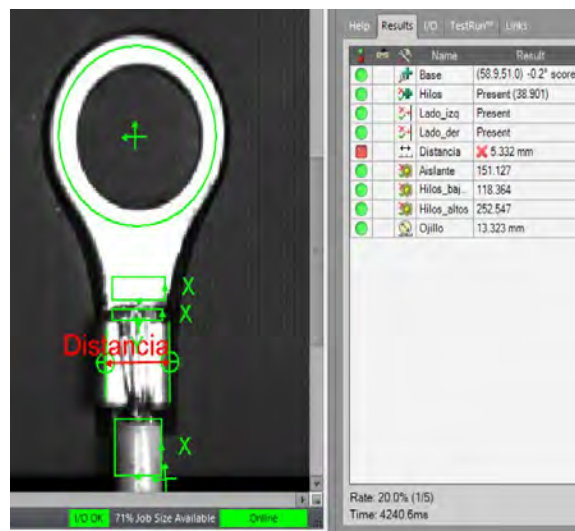 Help Results I/O TestRun™ Links
Name Result
Base (58.9,51.0) -0.2° score
Hilos Present (38.901)
Lado_izq Present
Lado_der Present
Distancia 5.332 mm
Aislante 151.127
Hilos_baj.. 118.364
Hilos_altos 252.547
Ojillo 13.323 mm
X
X
Distancia
X
I/O OK 71% Job Size Available Online
Rate: 20.0% (1/5)
Time: 4240.6ms